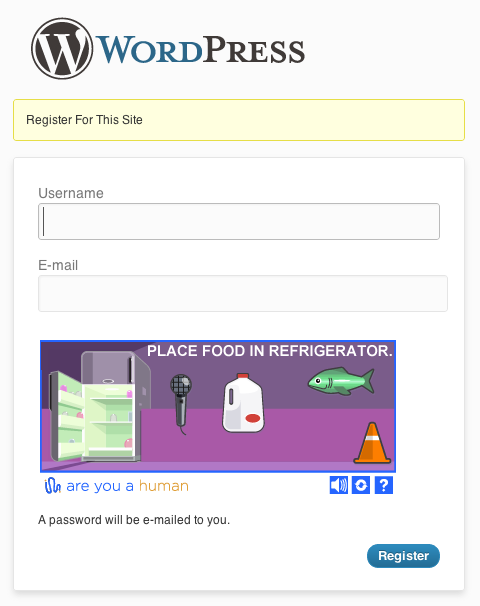 WORDPRESS
Register For This Site
Username
E-mail
PLACE FOOD IN REFRIGERATOR.
are you a human
?
A password will be e-mailed to you.
Register